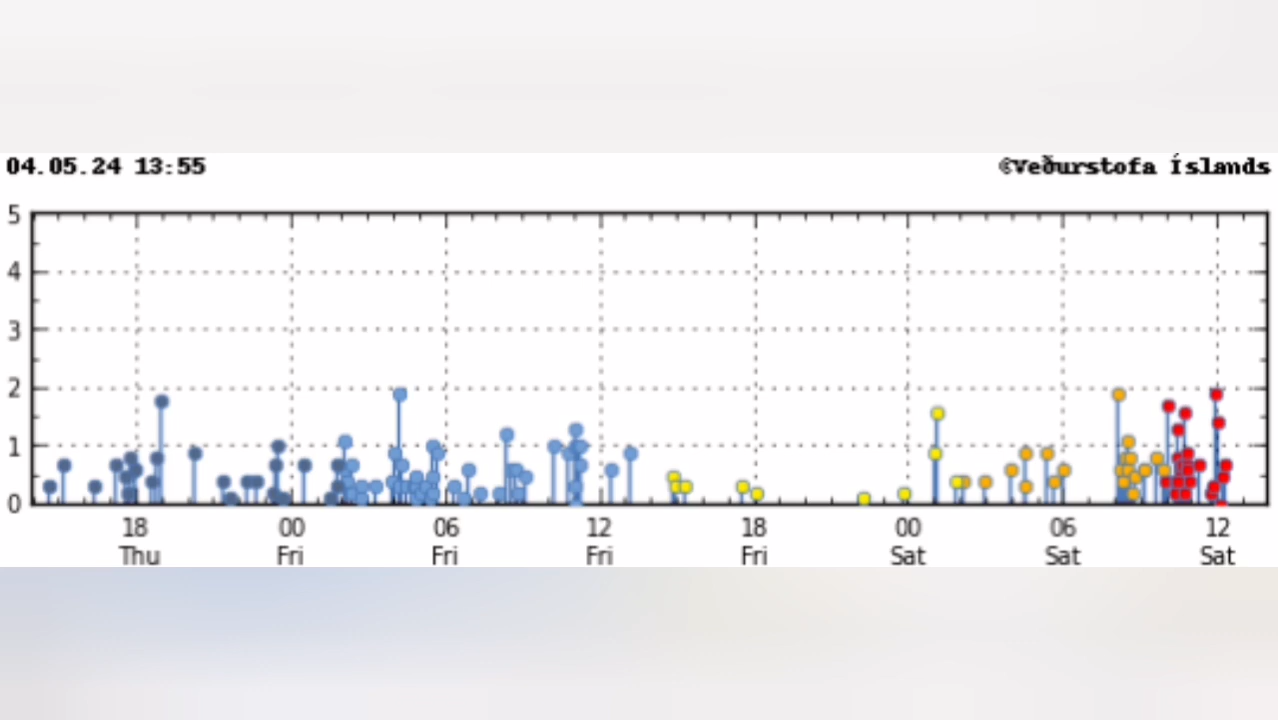 04.05.24 13:55 ©Veðurstofa Íslands
5
4
3
2
1
0
18 00 06 12 18 00 06 12
Thu Fri Fri Fri Fri Sat Sat Sat